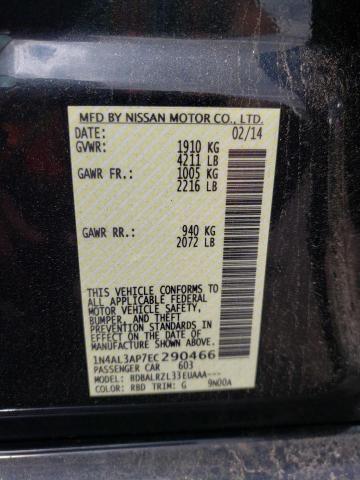 MFD BY NISSAN MOTOR CO., LTD.
DATE: 02/14
GVWR: 1910 KG
4211 LB
GAWR FR.: 1005 KG
2216 LB
GAWR RR.: 940 KG
2072 LB
THIS VEHICLE CONFORMS TO
ALL APPLICABLE FEDERAL
MOTOR VEHICLE SAFETY,
BUMPER, AND THEFT
PREVENTION STANDARDS IN
EFFECT ON THE DATE OF
MANUFACTURE SHOWN ABOVE.
1N4AL3AP7EC290466
PASSENGER CAR 603
MODEL: BDBALRZL33EUAAA---
COLOR: RBD TRIM: G 9N00A